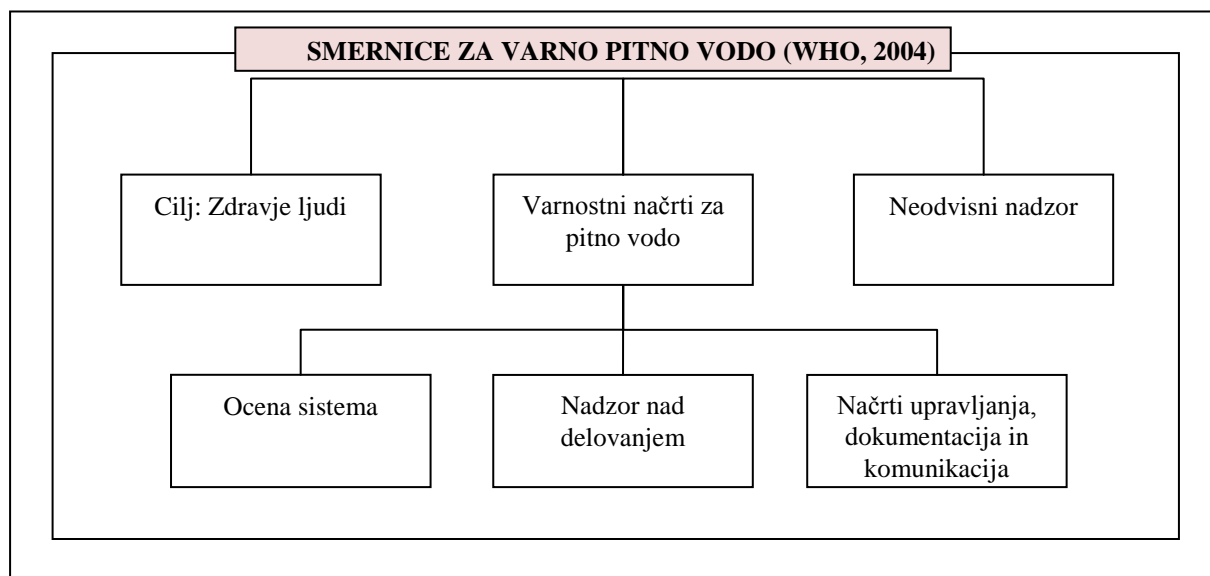 SMERNICE ZA VARNO PITNO VODO (WHO, 2004)
Cilj: Zdravje ljudi
Varnostni načrti za
pitno vodo
Neodvisni nadzor
Ocena sistema
Nadzor nad
delovanjem
Načrti upravljanja,
dokumentacija in
komunikacija